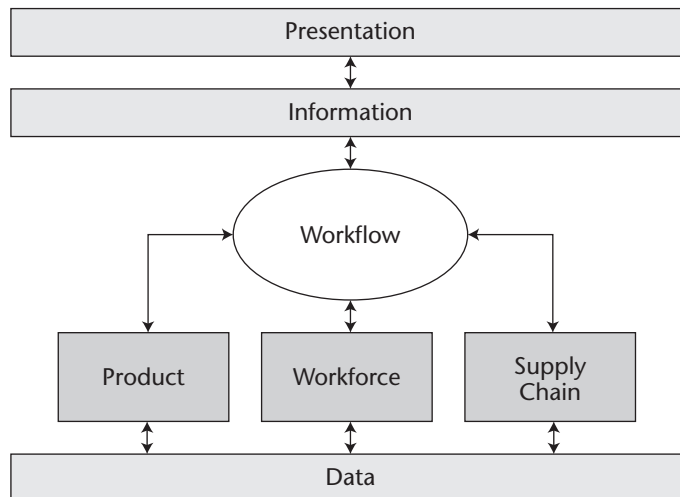 Presentation
Information
Workflow
Product
Workforce
Supply
Chain
Data